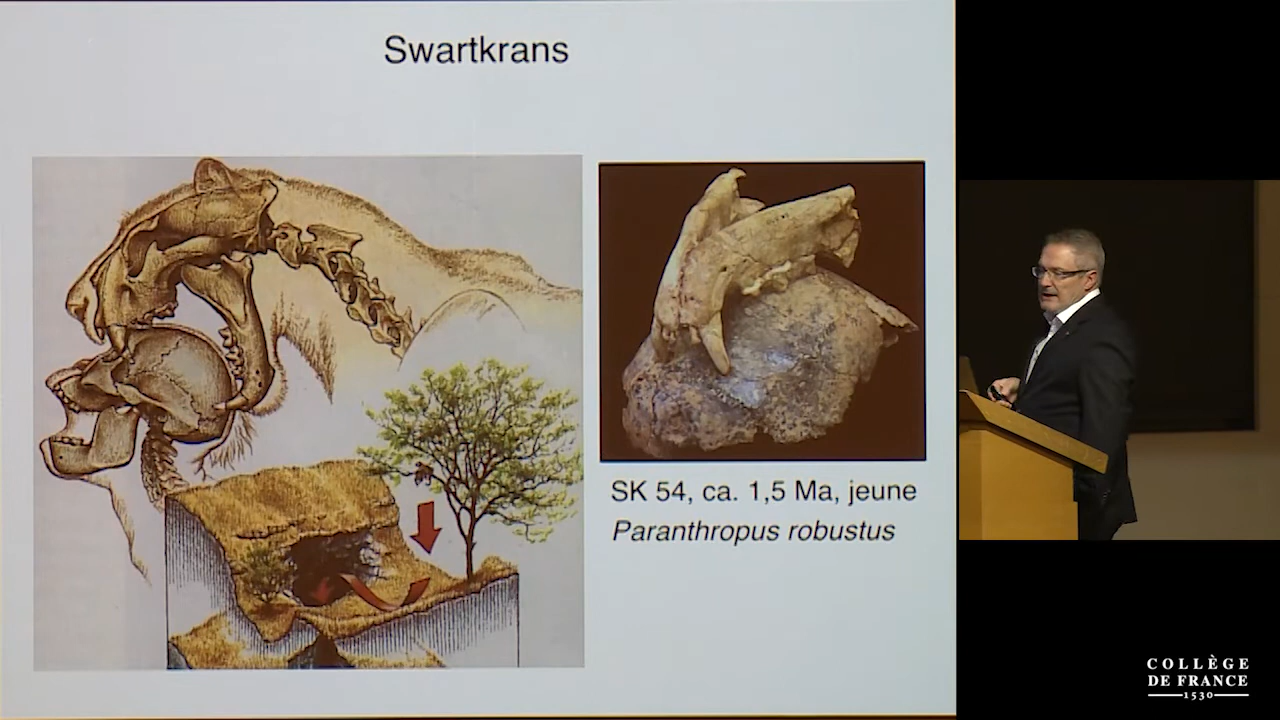 Swartkrans
SK 54, ca. 1,5 Ma, jeune
Paranthropus robustus
COLLÈGE
DE FRANCE
1530